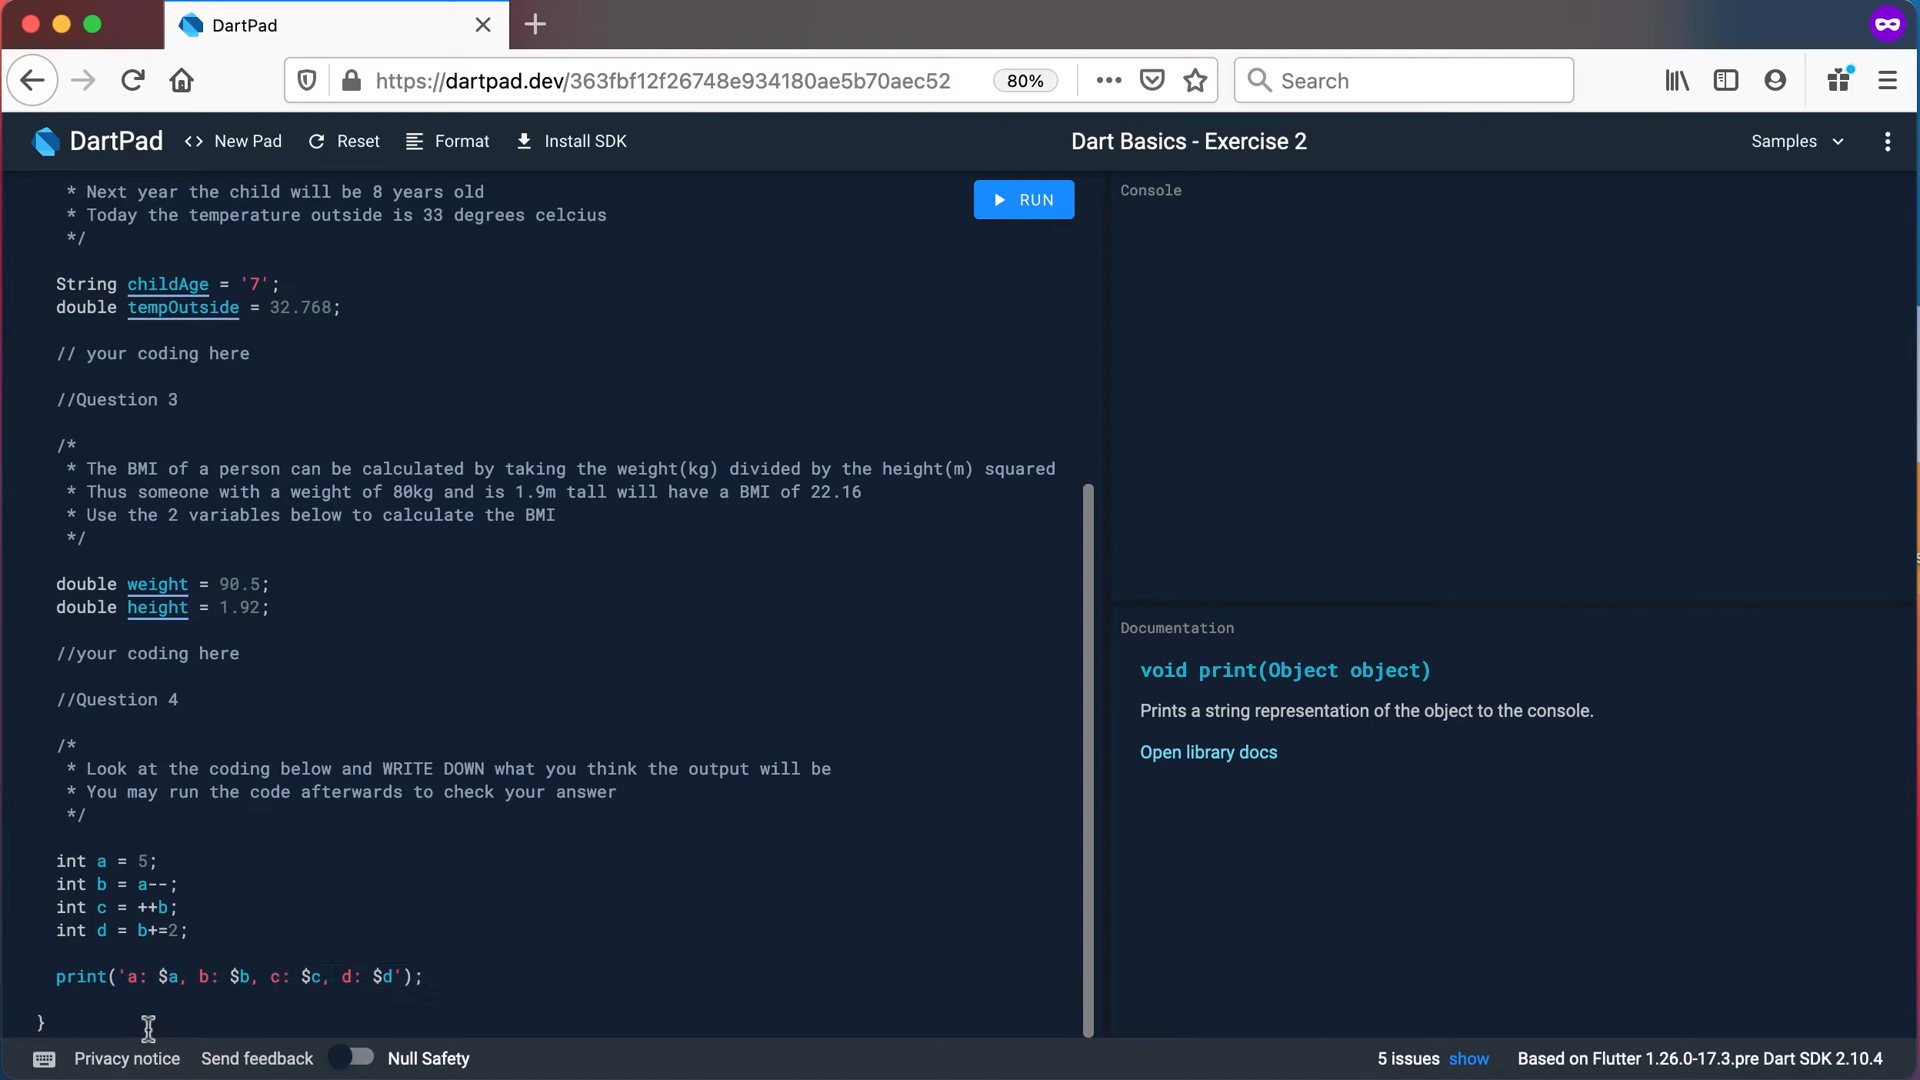 DartPad
https://dartpad.dev/363fbf12f26748e934180ae5b70aec52
80%
Search
DartPad
<> New Pad
Reset
Format
Install SDK
Dart Basics - Exercise 2
Samples
* Next year the child will be 8 years old
* Today the temperature outside is 33 degrees celcius
*/
String childAge = '7';
double tempOutside = 32.768;
// your coding here
//Question 3
/*
* The BMI of a person can be calculated by taking the weight(kg) divided by the height(m) squared
* Thus someone with a weight of 80kg and is 1.9m tall will have a BMI of 22.16
* Use the 2 variables below to calculate the BMI
*/
double weight = 90.5;
double height = 1.92;
//your coding here
//Question 4
/*
* Look at the coding below and WRITE DOWN what you think the output will be
* You may run the code afterwards to check your answer
*/
int a = 5;
int b = a--;
int c = ++b;
int d = b+=2;
print('a: $a, b: $b, c: $c, d: $d');
}
RUN
Console
Documentation
void print(Object object)
Prints a string representation of the object to the console.
Open library docs
Privacy notice
Send feedback
Null Safety
5 issues show
Based on Flutter 1.26.0-17.3.pre Dart SDK 2.10.4